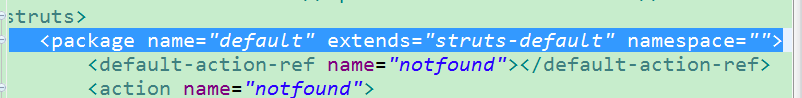 struts>
<package name="default" extends="struts-default" namespace="">
<default-action-ref name="notfound"></default-action-ref>
<action name="notfound">